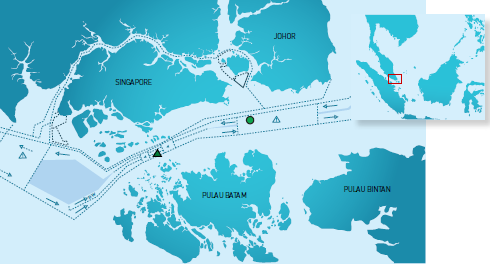 JOHOR
SINGAPORE
PULAU BATAM
PULAU BINTAN